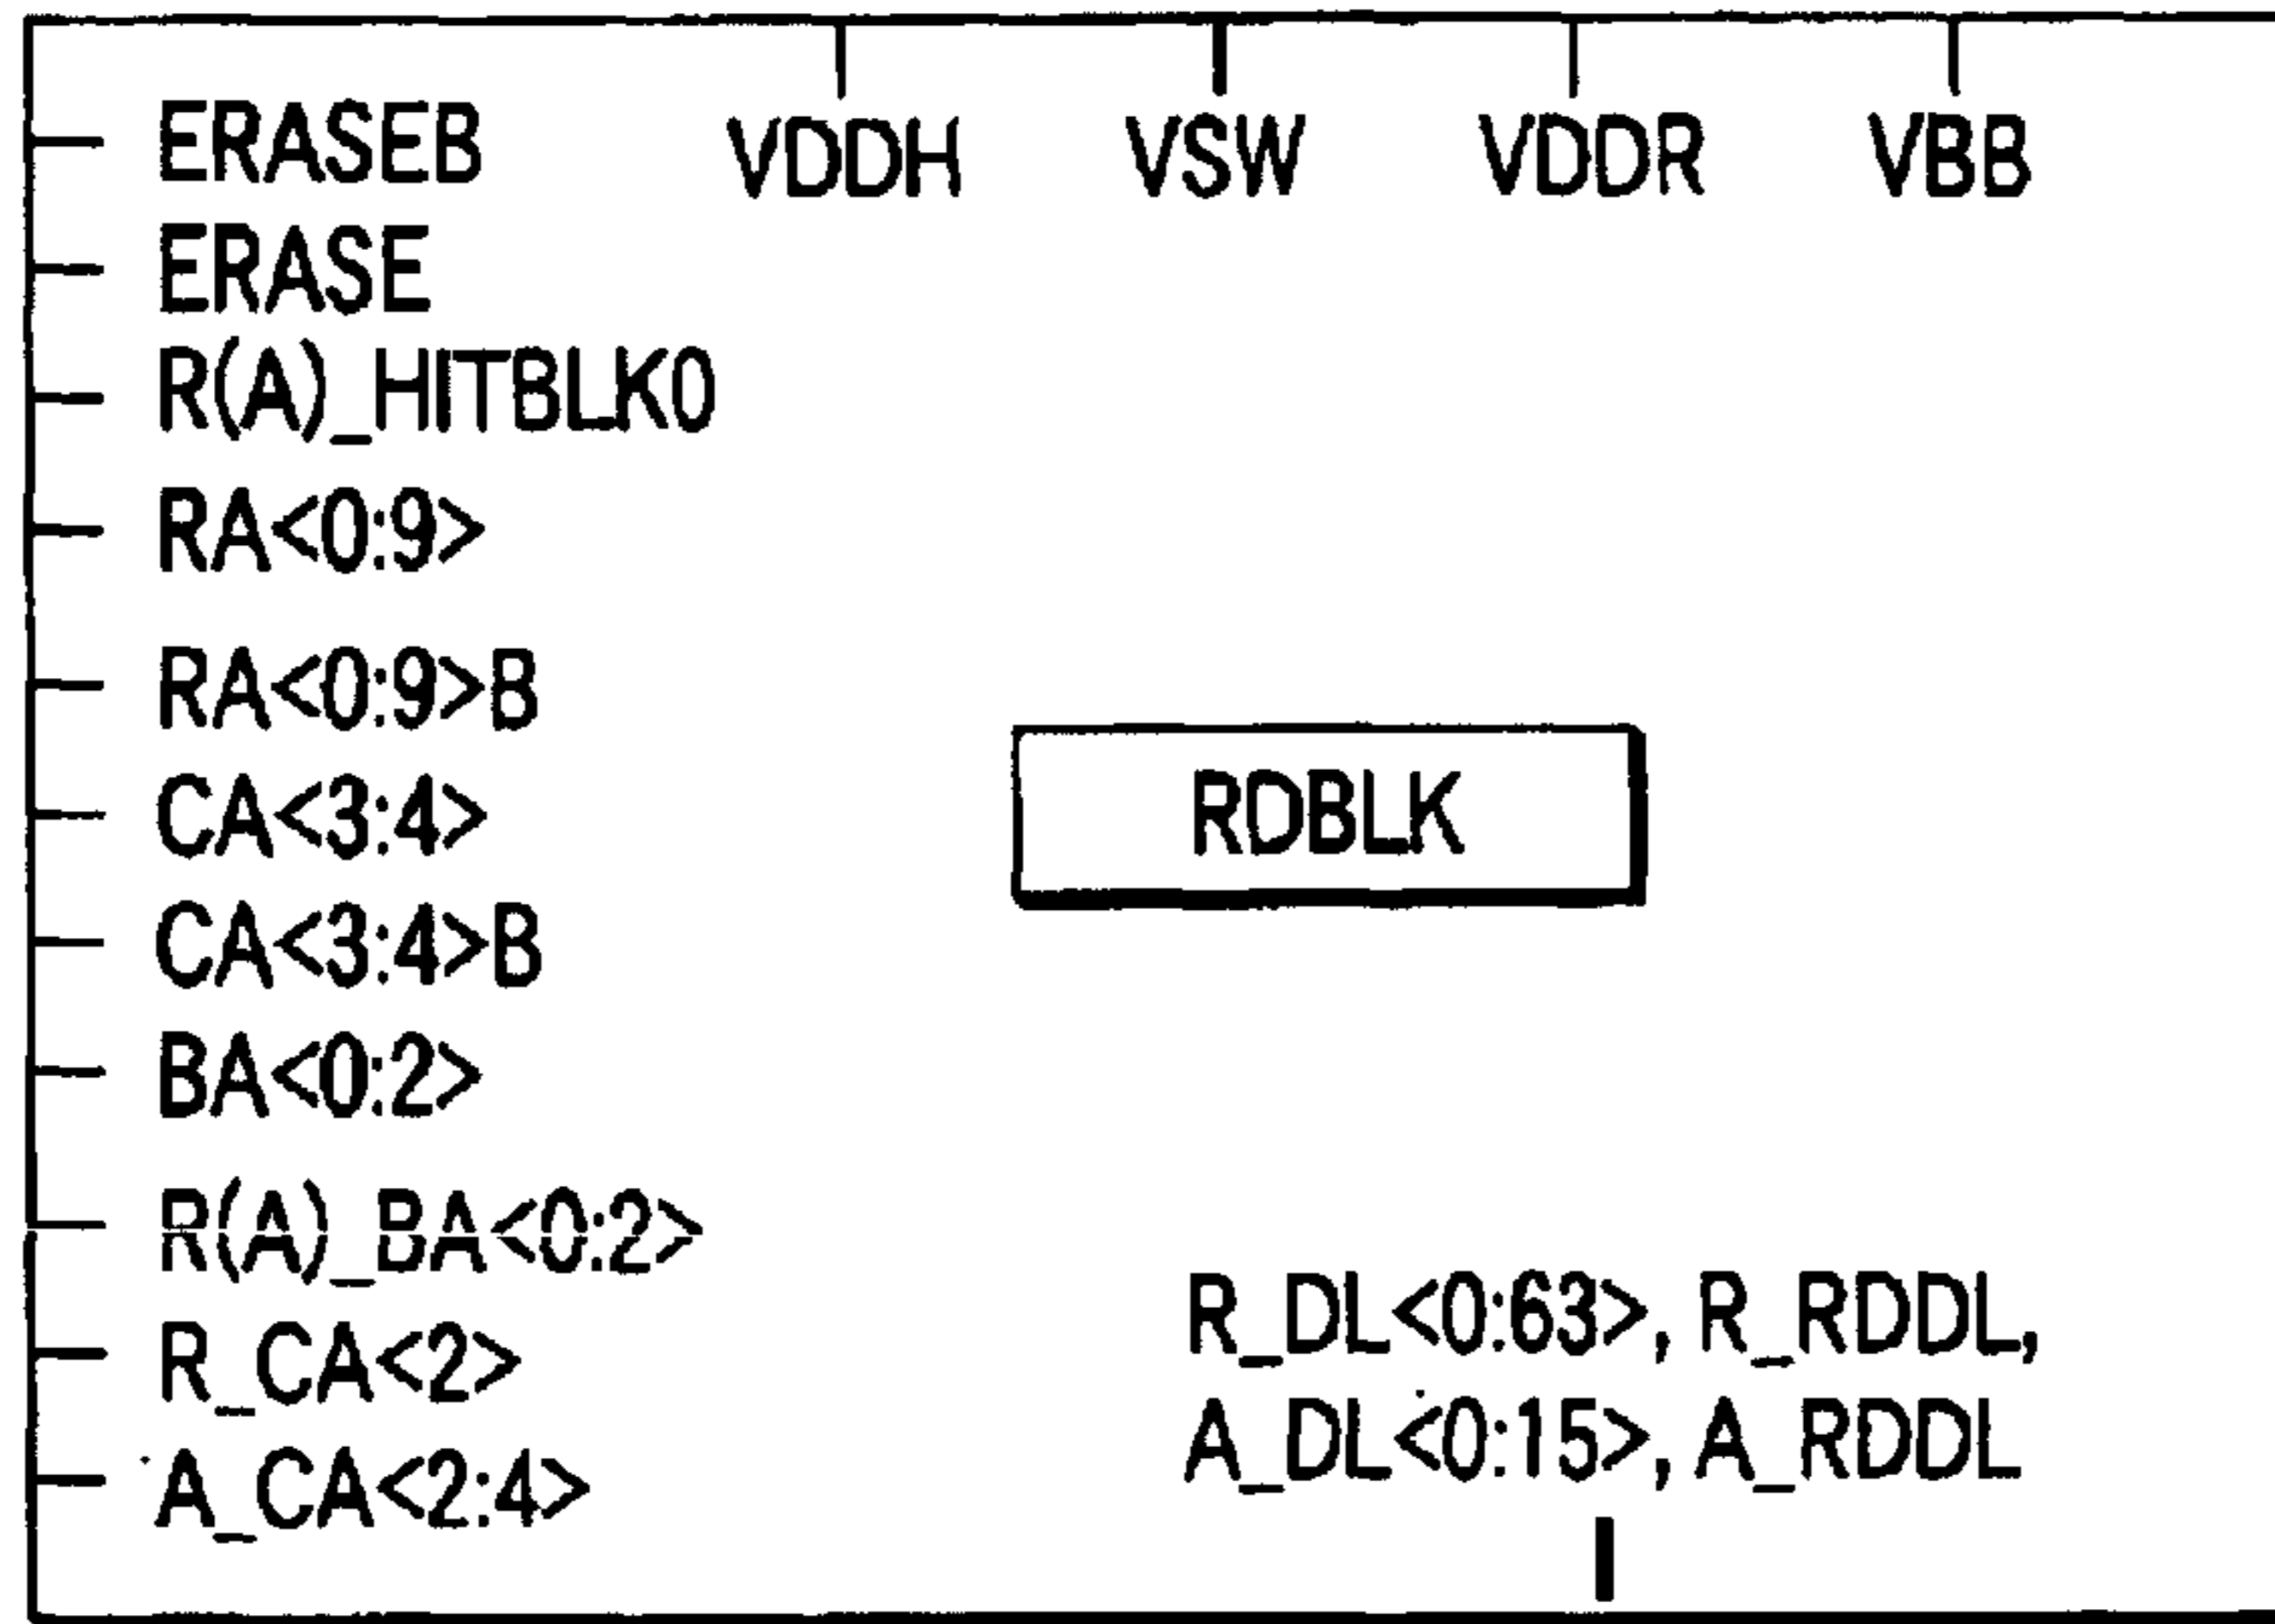 ERASEB
VDDH VSW VDDR VBB
ERASE
R(A)_HITBLK0
RA<0:9>
RA<0:9>B
CA<3:4>
RDBLK
CA<3:4>B
BA<0:2>
R(A)_BA<0:2>
R_CA<2>
A_CA<2:4>
R_DL<0:63>, R_RDDL,
A_DL<0:15>, A_RDDL